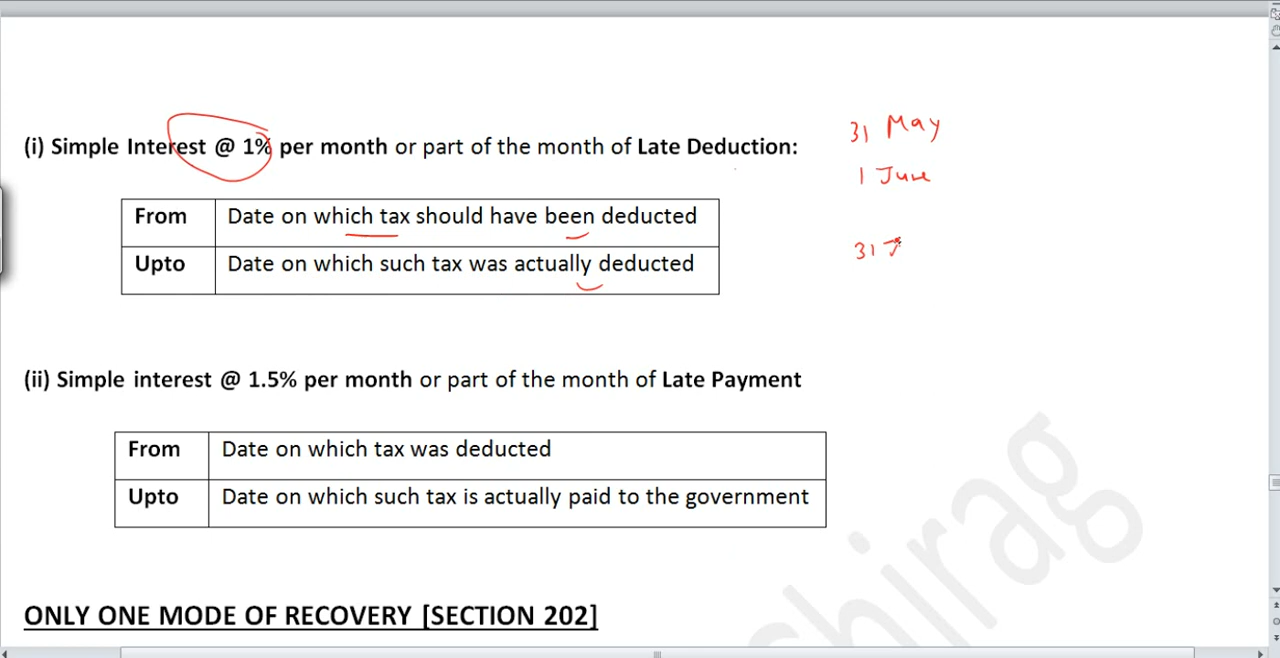 (i) Simple Interest @ 1% per month or part of the month of Late Deduction:
31 May
1 June
From Date on which tax should have been deducted
Upto Date on which such tax was actually deducted
31
(ii) Simple interest @ 1.5% per month or part of the month of Late Payment
From Date on which tax was deducted
Upto Date on which such tax is actually paid to the government
ONLY ONE MODE OF RECOVERY [SECTION 202]
shirag